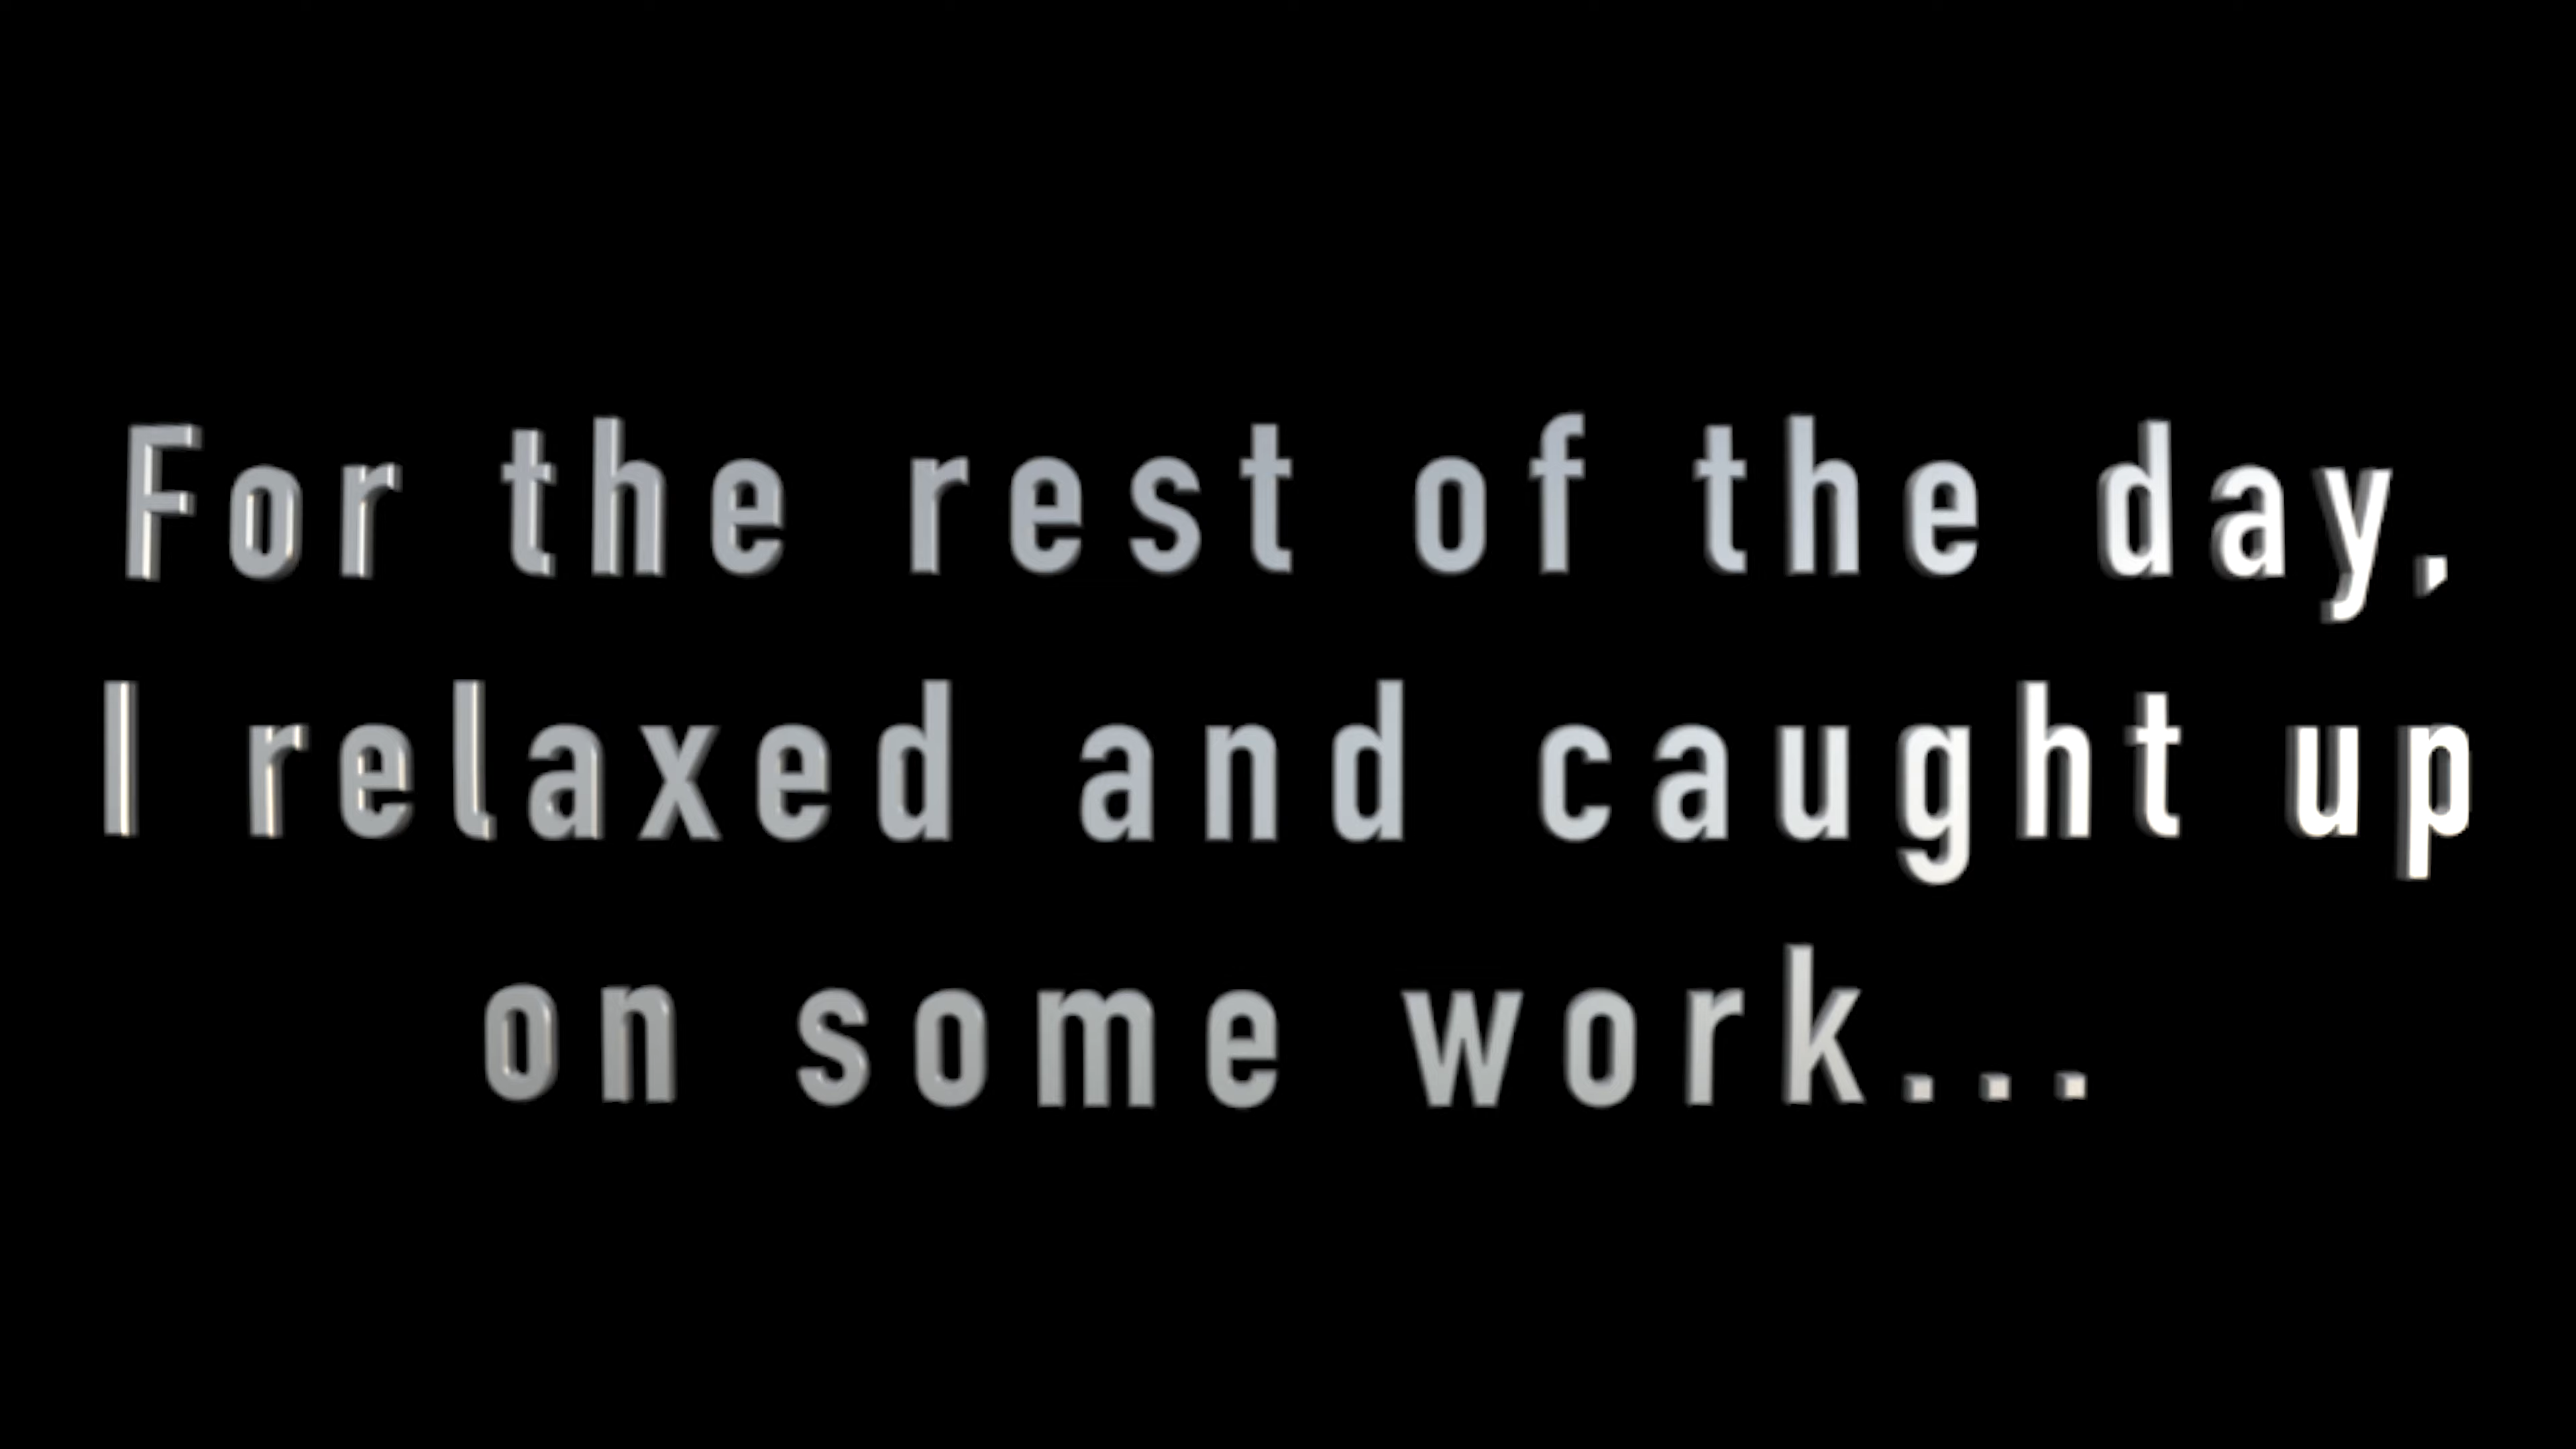 For the rest of the day,
I relaxed and caught up
on some work...